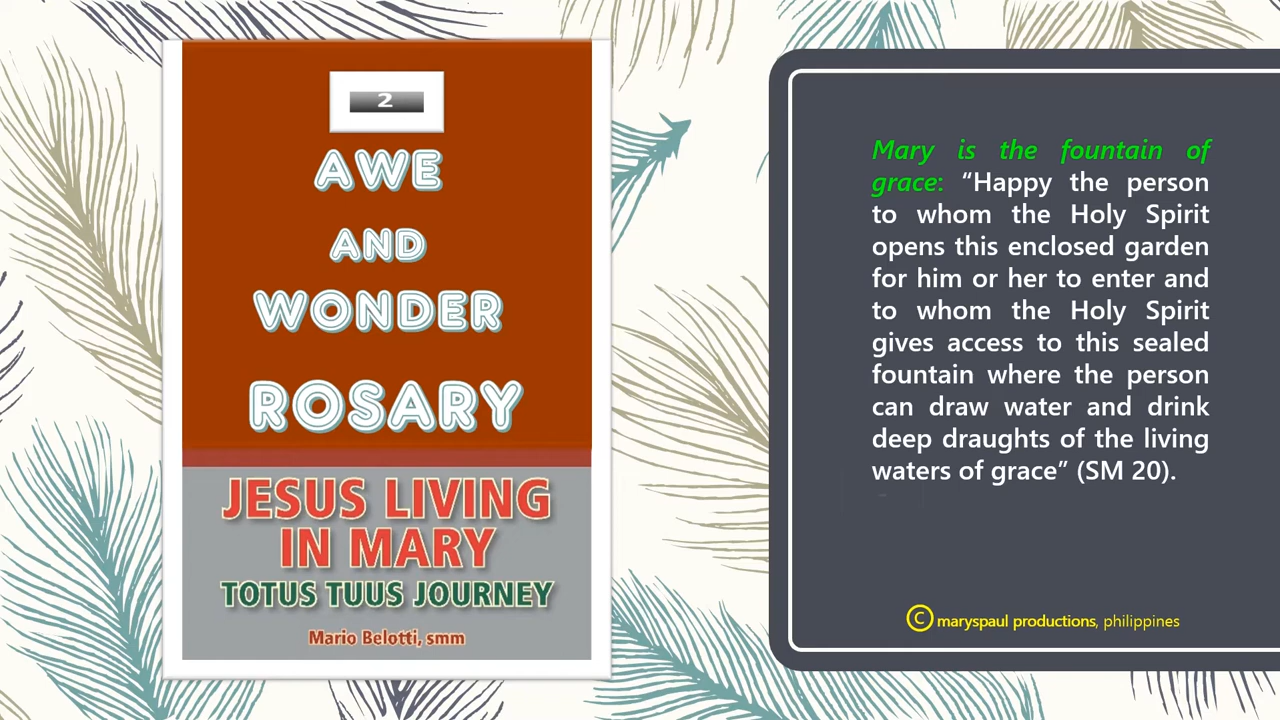 2
AWE
AND
WONDER
ROSARY
JESUS LIVING
IN MARY
TOTUS TUUS JOURNEY
Mario Belotti, smm
Mary is the fountain of
grace: “Happy the person
to whom the Holy Spirit
opens this enclosed garden
for him or her to enter and
to whom the Holy Spirit
gives access to this sealed
fountain where the person
can draw water and drink
deep draughts of the living
waters of grace” (SM 20).
© maryspaul productions, philippines